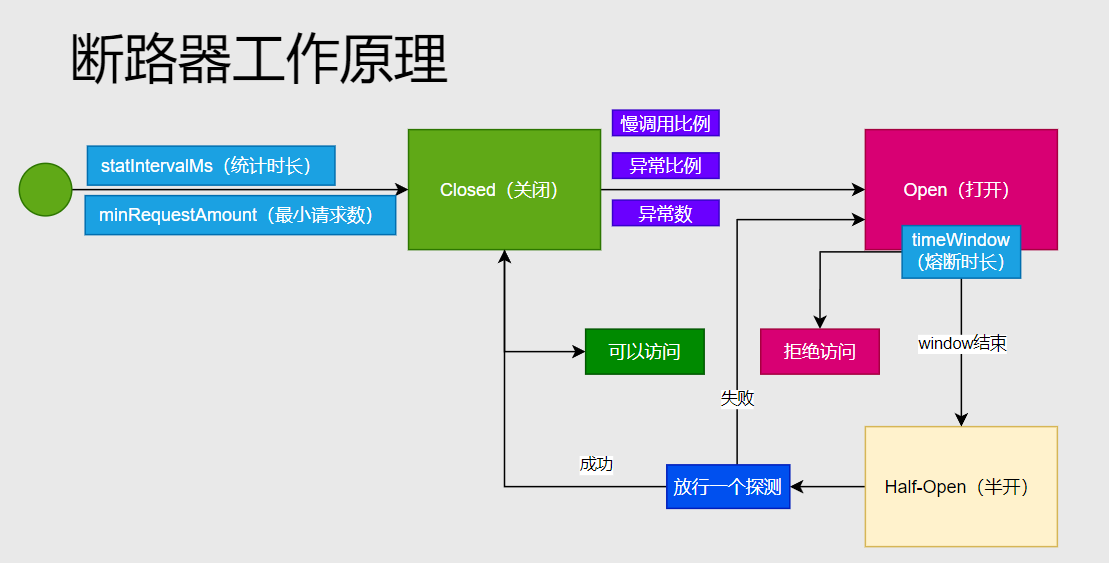 断路器工作原理
statIntervalMs（统计时长）
minRequestAmount（最小请求数）
Closed（关闭）
慢调用比例
异常比例
异常数
Open（打开）
timeWindow
（熔断时长）
可以访问
拒绝访问
window结束
失败
成功
放行一个探测
Half-Open（半开）